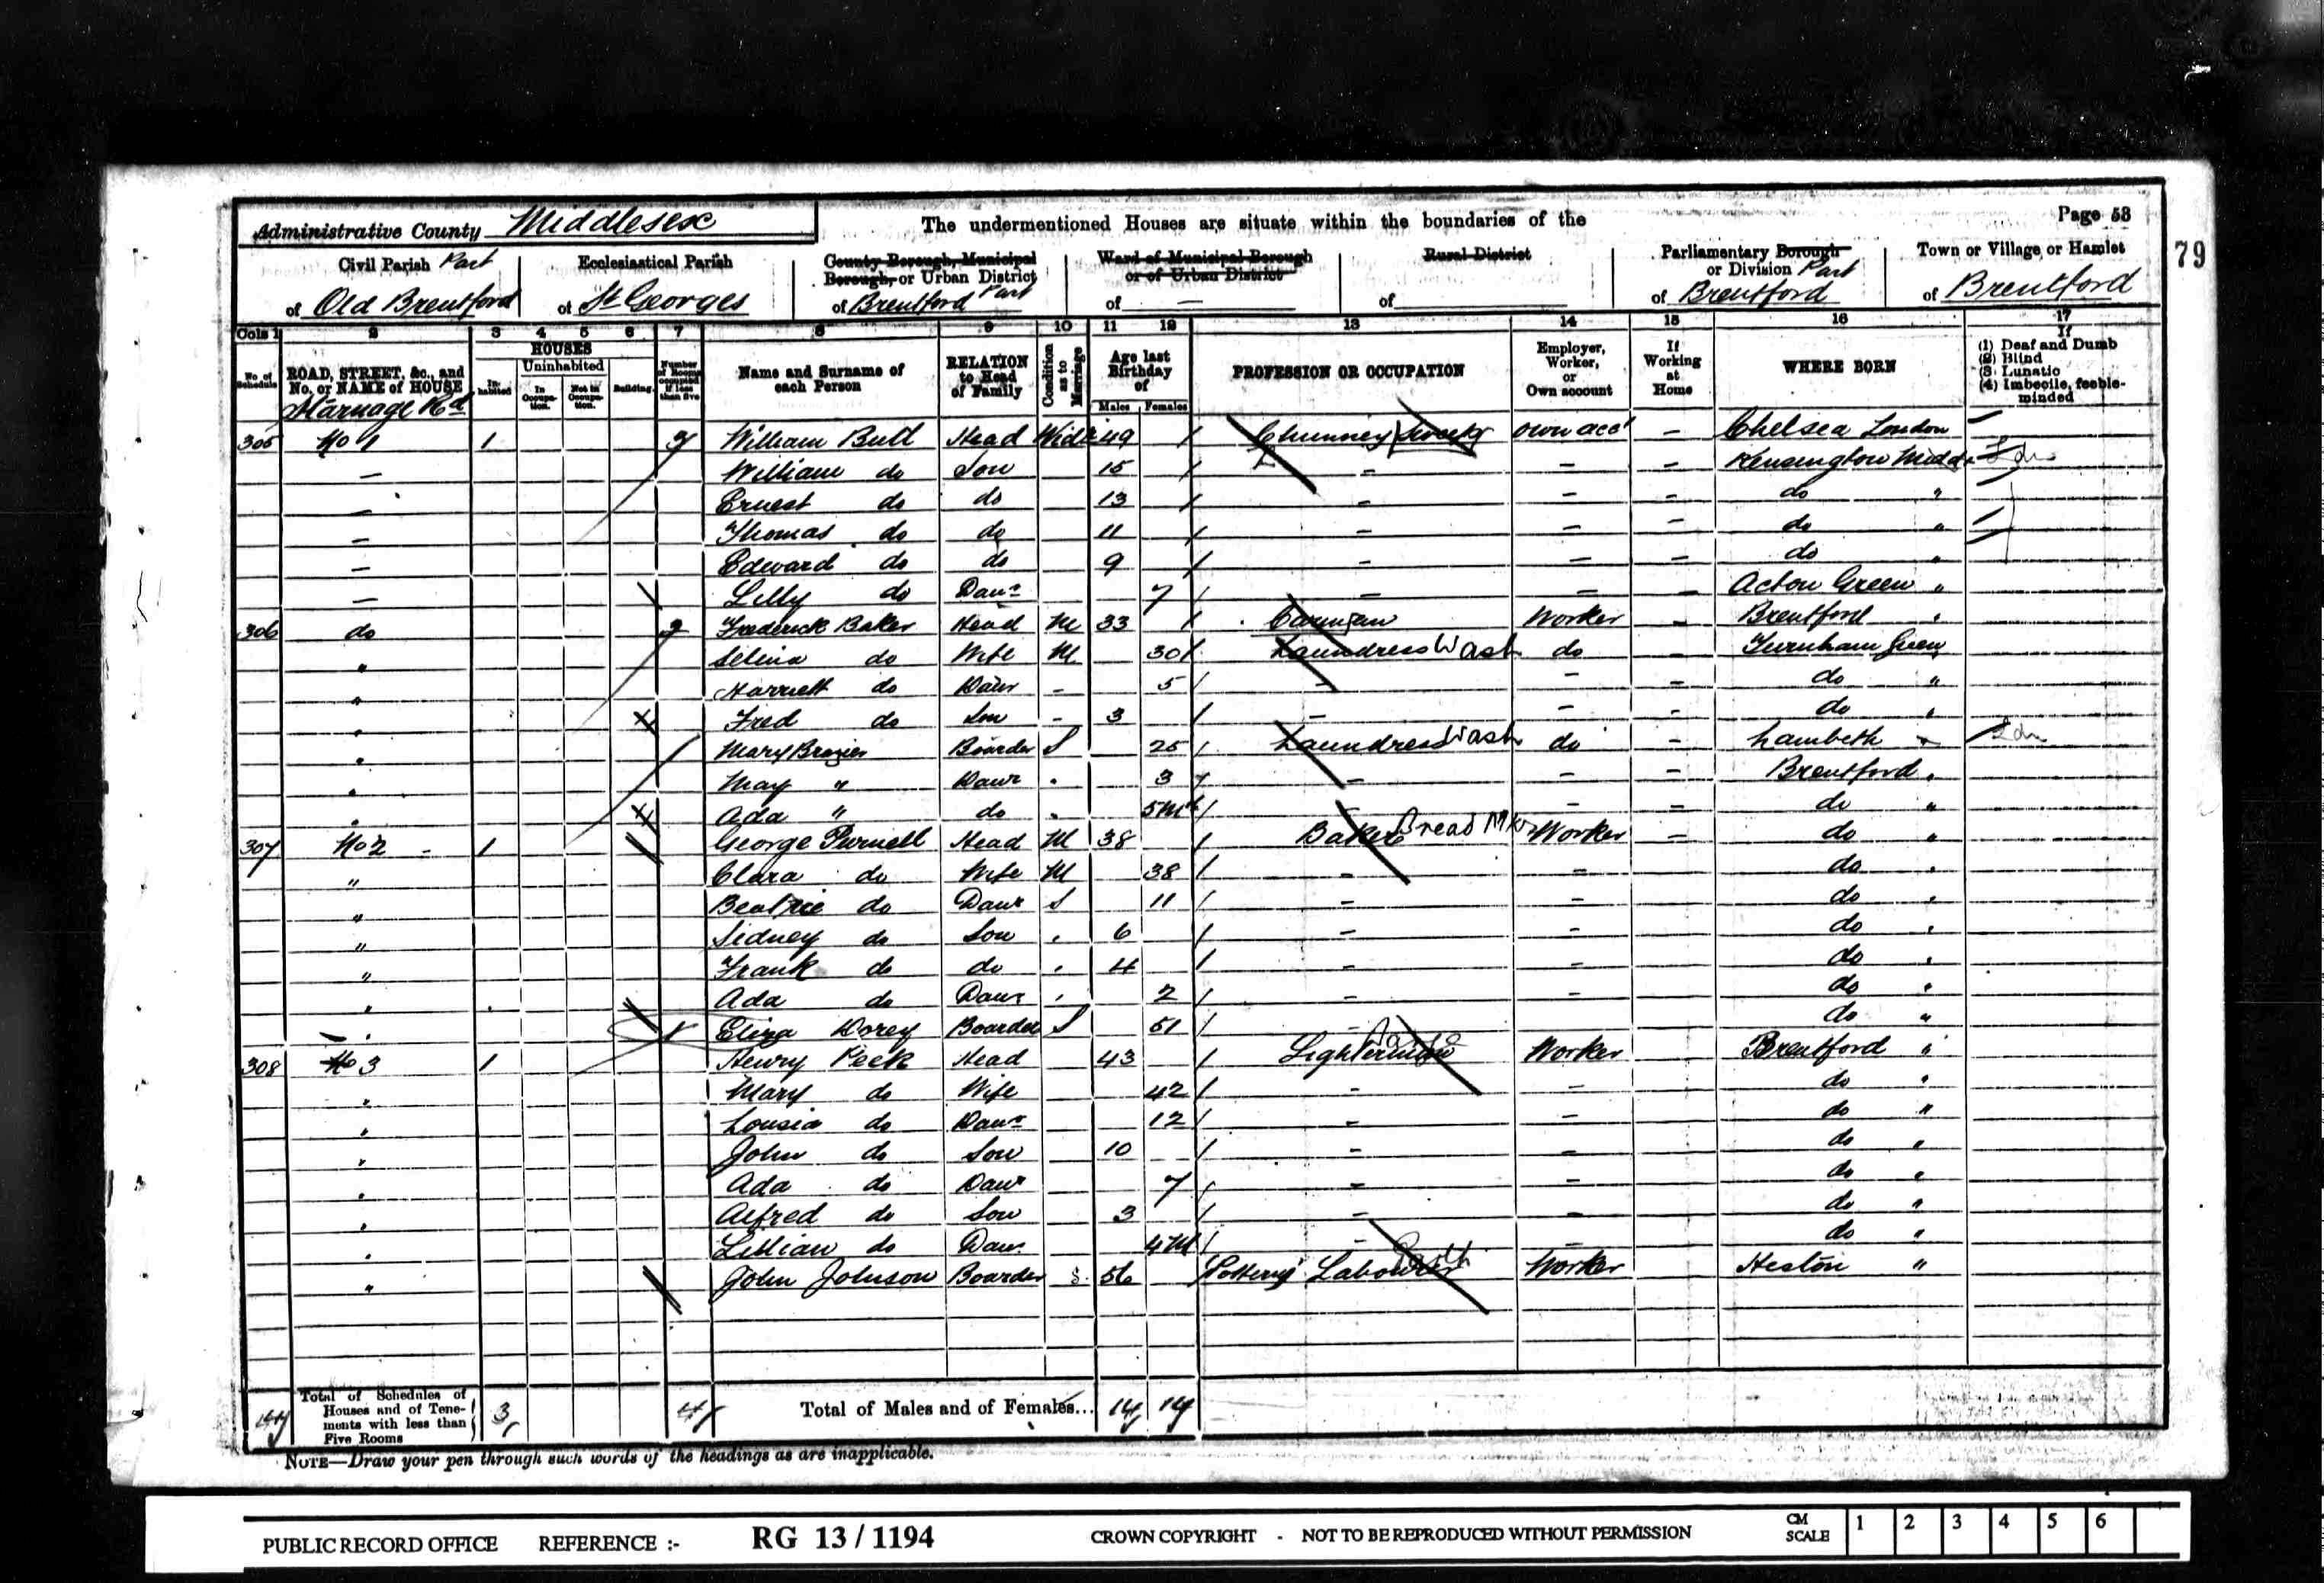 Administrative County Middlesex
The undermentioned Houses are situate within the boundaries of the
Page 53
79
Civil Parish Part of Old Brentford
Ecclesiastical Parish of St Georges
County Borough, Municipal Borough, or Urban District of Brentford Part
Ward of Municipal Borough or of Urban District of —
Rural District of
Parliamentary Borough or Division Part of Brentford
Town or Village or Hamlet of Brentford
Cols 1 2 3 4 5 6 7 8 9 10 11 12 13 14 15 16 17
No. of Schedule
ROAD, STREET, &c., and No. or NAME of HOUSE
HOUSES
Inhabited
Uninhabited
In Occupation.
Not in Occupation.
Building.
Number of Rooms occupied if less than five
Name and Surname of each Person
RELATION to Head of Family
Condition as to Marriage
Age last Birthday of
Males Females
PROFESSION OR OCCUPATION
Employer, Worker, or Own account
If Working at Home
WHERE BORN
If
(1) Deaf and Dumb
(2) Blind
(3) Lunatic
(4) Imbecile, feeble-minded
Rd
305 No 1 1 3 William Bull Head Widr 49 Chimney Sweep own acct — Chelsea London
— William do Son 15 — — — Kensington Midd
— Ernest do do 13 — — — do "
— Thomas do do 11 — — — do "
— Edward do do 9 — — — do "
— Lilly do Daur 7 — — — Acton Green "
306 do Frederick Baker Head M 33 Carman Worker — Brentford "
" Selina do Wife M 30 Laundress Wash do — Turnham Green
" Harriett do Daur - 5 — — — do "
" Fred do Son - 3 — — — do "
" Mary Brazier Boarder S 25 Laundress Wash do — Lambeth
" May " Daur " 3 — — — Brentford "
" Ada " do " 5 Mt — — — do "
307 No 2 - 1 George Purnell Head M 38 Baker Bread Mkr Worker — do "
" Clara do Wife M 38 — — do "
" Beatrice do Daur S 11 — — do "
" Sidney do Son " 6 — — do "
" Frank do do " 4 — — do "
" Ada do Daur " 2 — — do "
" Eliza Dorey Boarder S 51 — do "
308 No 3 1 Henry Peek Head 43 Lighterman Worker Brentford "
" Mary do Wife 42 — — do "
" Lousia do Daur 12 — — do "
" John do Son 10 — — do "
" Ada do Daur 7 — — do "
" Alfred do Son 3 — — do "
" Lillian do Daur 4 M — — do "
" John Johnson Boarder S 56 Pottery Labourer Worker Heston "
4 Total of Schedules of Houses and of Tenements with less than Five Rooms 3 4 Total of Males and of Females... 14 14
NOTE—Draw your pen through such words of the headings as are inapplicable.
PUBLIC RECORD OFFICE REFERENCE :- RG 13 / 1194 CROWN COPYRIGHT - NOT TO BE REPRODUCED WITHOUT PERMISSION CM SCALE 1 2 3 4 5 6